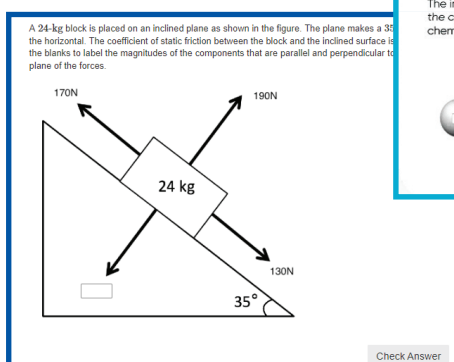 The i
the c
chem
A 24-kg block is placed on an inclined plane as shown in the figure. The plane makes a 35
the horizontal. The coefficient of static friction between the block and the inclined surface is
the blanks to label the magnitudes of the components that are parallel and perpendicular to
plane of the forces.
170N
190N
24 kg
130N
35°
Check Answer